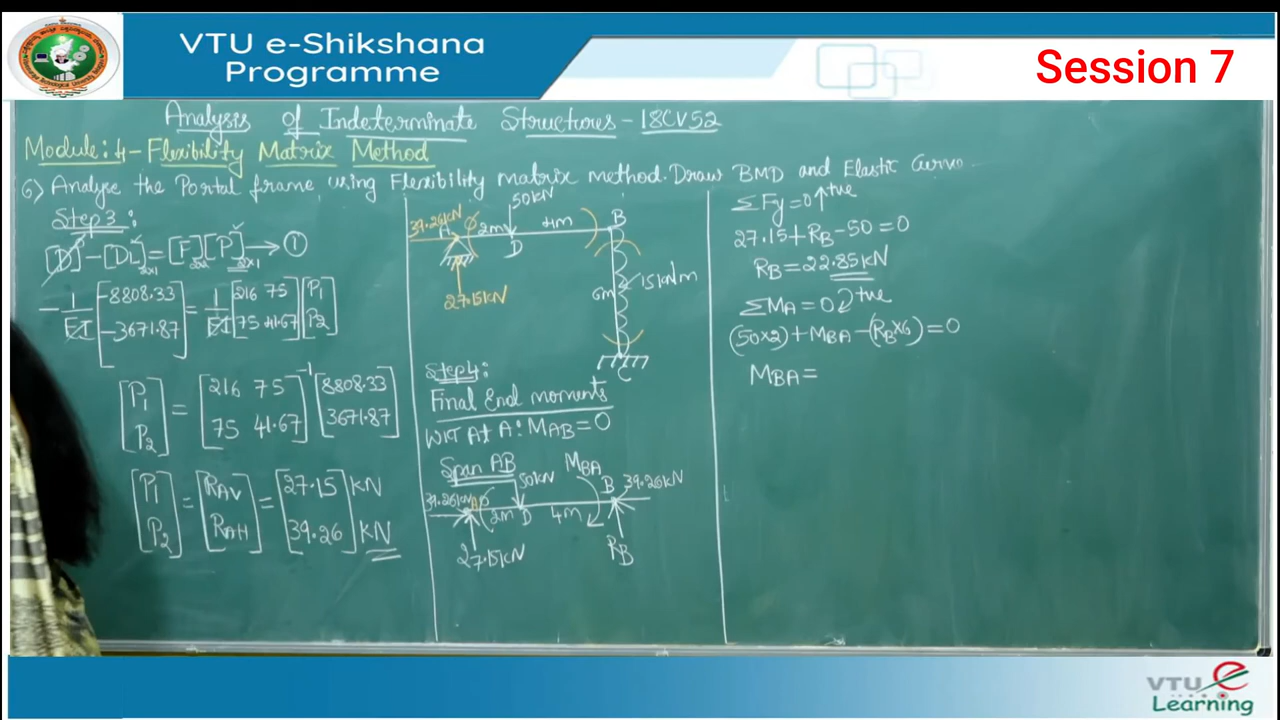 VTU e-Shikshana
Programme
Session 7
Analysis of Indeterminate Structures - 18CV52
Module: 4 - Flexibility Matrix Method
6) Analyse the Portal frame using Flexibility matrix method. Draw BMD and Elastic Curve
Step 3:
[D] - [DL]2x1 = [F]2x2 [P]2x1 → ①
-1/EI [-8808.33 -3671.87] = 1/EI [216 75 75 41.67] [P1 P2]
[P1 P2] = [216 75 75 41.67]⁻¹ [8808.33 3671.87]
[P1 P2] = [RAV RAH] = [27.15 39.26] kN kN
50kN
39.26kN A 2m D 4m B
27.15kN
6m 15kN/m
C
Step 4:
Final End moments
WKT At A: MAB = 0
Span AB
50kN MBA B 39.26kN
39.26kN A 2m D 4m
27.15kN RB
ΣFy = 0 ↑ +ve
27.15 + RB - 50 = 0
RB = 22.85 kN
ΣMA = 0 +ve
(50x2) + MBA - (RBx6) = 0
MBA =
VTU e
Learning